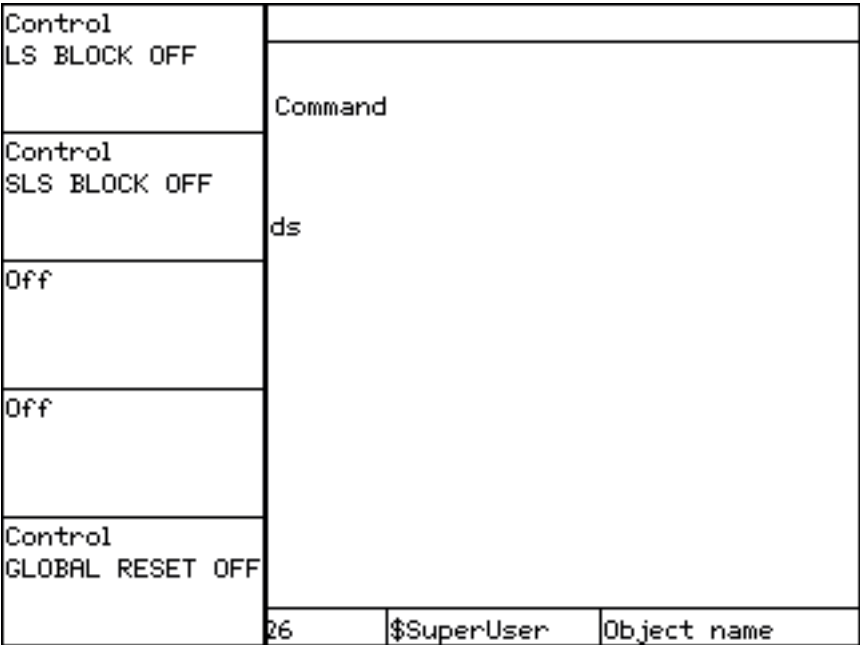 Control
LS BLOCK OFF
Command
Control
SLS BLOCK OFF
ds
Off
Off
Control
GLOBAL RESET OFF
26 $SuperUser Object name